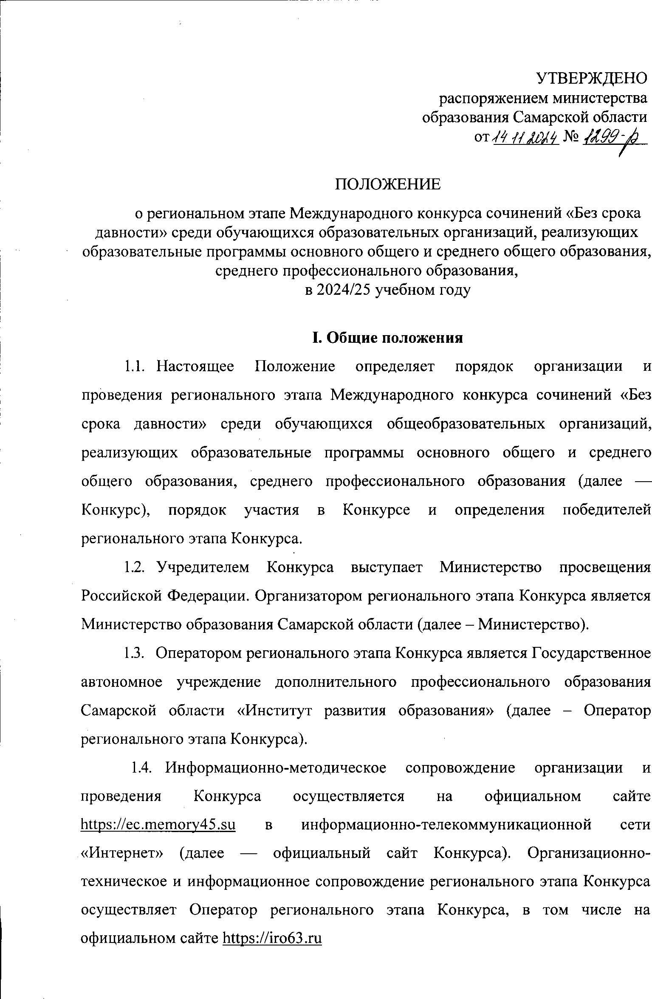 УТВЕРЖДЕНО
распоряжением министерства
образования Самарской области
от 14 11 2024 № 1299-р
ПОЛОЖЕНИЕ
о региональном этапе Международного конкурса сочинений «Без срока
давности» среди обучающихся образовательных организаций, реализующих
образовательные программы основного общего и среднего общего образования,
среднего профессионального образования,
в 2024/25 учебном году
I. Общие положения
1.1. Настоящее Положение определяет порядок организации и
проведения регионального этапа Международного конкурса сочинений «Без
срока давности» среди обучающихся общеобразовательных организаций,
реализующих образовательные программы основного общего и среднего
общего образования, среднего профессионального образования (далее —
Конкурс), порядок участия в Конкурсе и определения победителей
регионального этапа Конкурса.
1.2. Учредителем Конкурса выступает Министерство просвещения
Российской Федерации. Организатором регионального этапа Конкурса является
Министерство образования Самарской области (далее – Министерство).
1.3. Оператором регионального этапа Конкурса является Государственное
автономное учреждение дополнительного профессионального образования
Самарской области «Институт развития образования» (далее – Оператор
регионального этапа Конкурса).
1.4. Информационно-методическое сопровождение организации и
проведения Конкурса осуществляется на официальном сайте
https://ec.memory45.su в информационно-телекоммуникационной сети
«Интернет» (далее — официальный сайт Конкурса). Организационно-
техническое и информационное сопровождение регионального этапа Конкурса
осуществляет Оператор регионального этапа Конкурса, в том числе на
официальном сайте https://iro63.ru